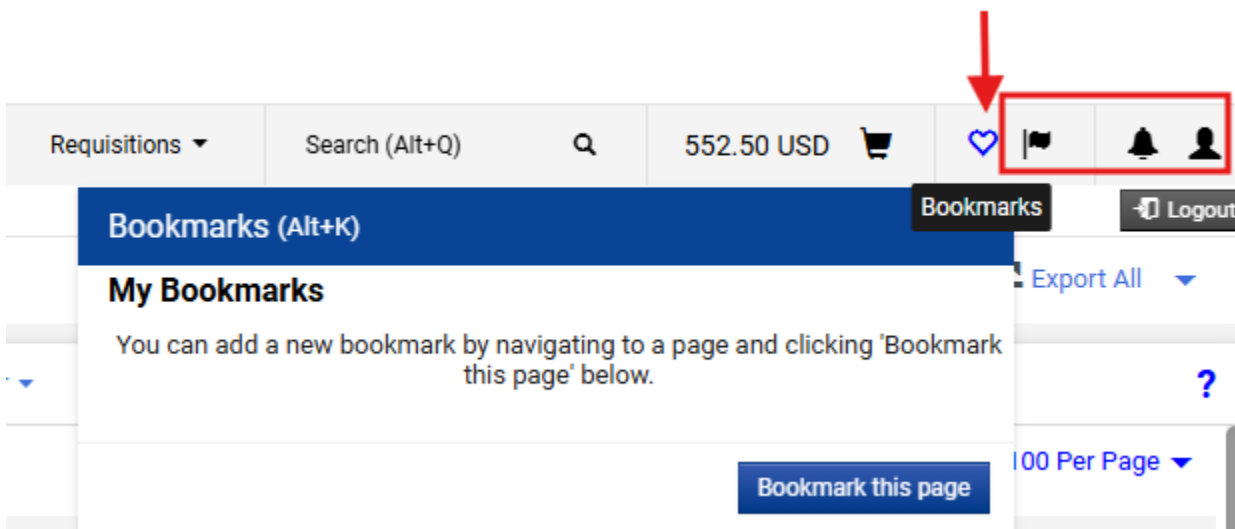 Requisitions
Search (Alt+Q)
552.50 USD
Bookmarks
Logout
Bookmarks (Alt+K)
Export All
My Bookmarks
You can add a new bookmark by navigating to a page and clicking 'Bookmark
this page' below.
?
100 Per Page
Bookmark this page